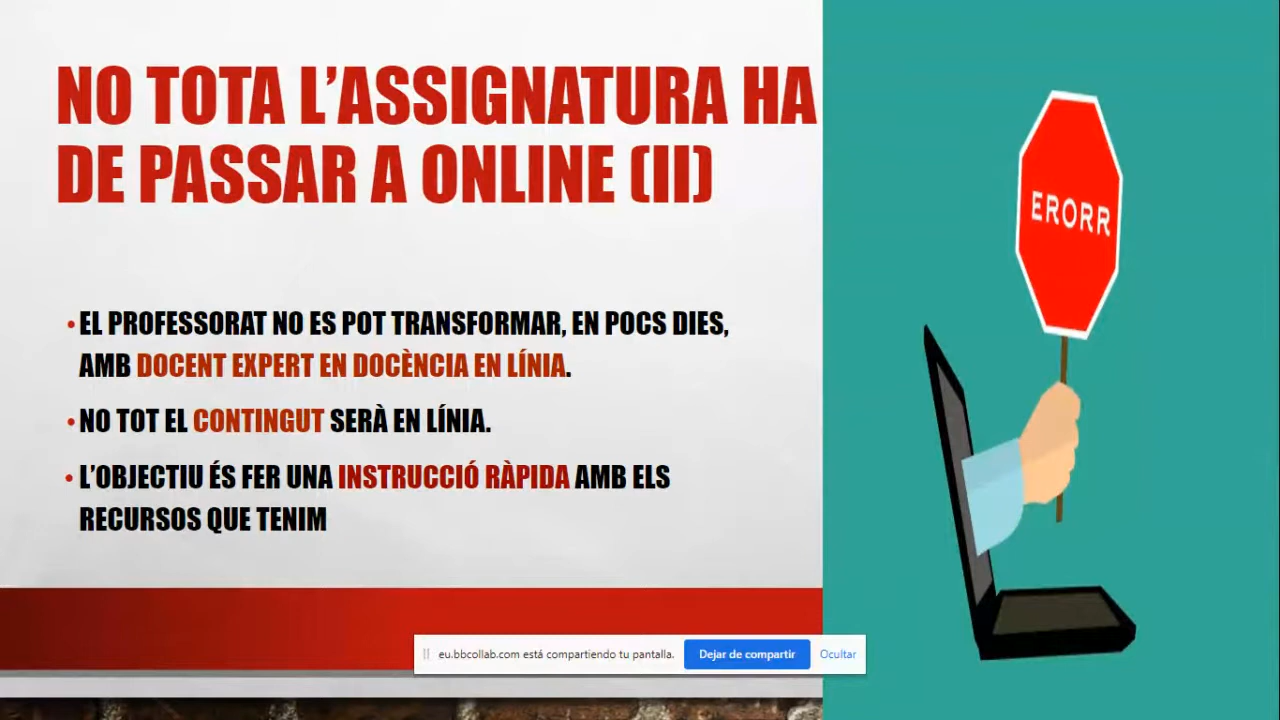 NO TOTA L'ASSIGNATURA HA
DE PASSAR A ONLINE (II)
•EL PROFESSORAT NO ES POT TRANSFORMAR, EN POCS DIES,
AMB DOCENT EXPERT EN DOCÈNCIA EN LÍNIA.
•NO TOT EL CONTINGUT SERÀ EN LÍNIA.
•L'OBJECTIU ÉS FER UNA INSTRUCCIÓ RÀPIDA AMB ELS
RECURSOS QUE TENIM
ERORR
eu.bbcollab.com está compartiendo tu pantalla.
Dejar de compartir
Ocultar